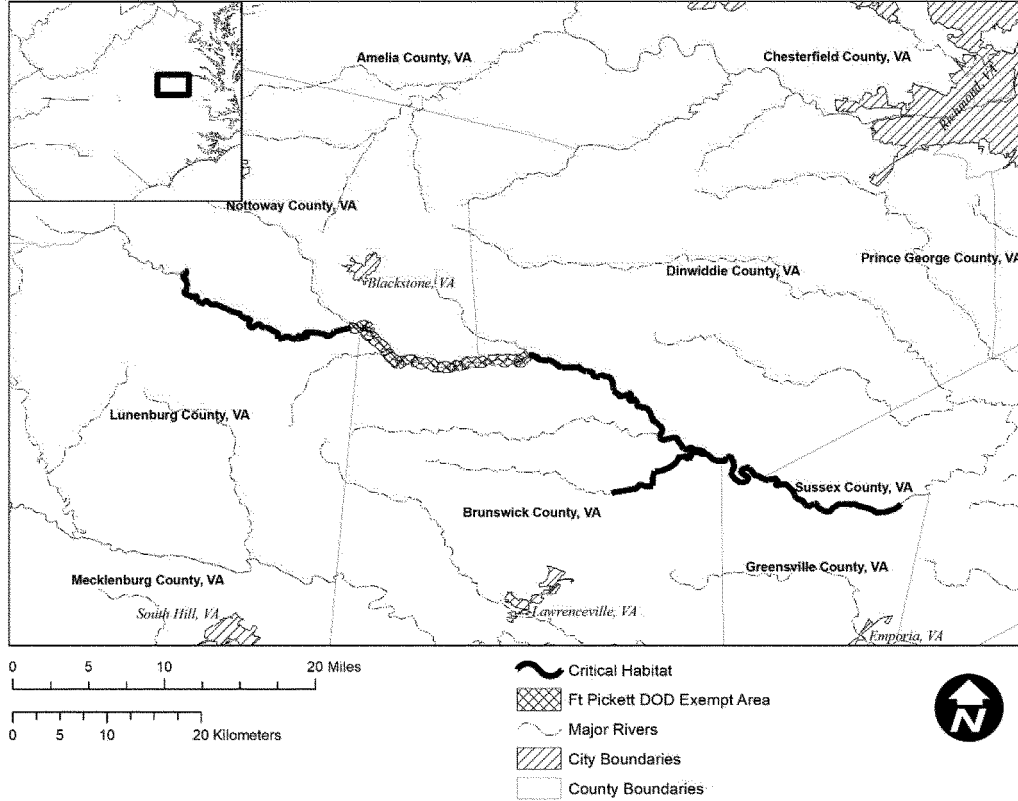 Amelia County, VA
Chesterfield County, VA
Richmond, VA
Nottoway County, VA
Blackstone, VA
Dinwiddie County, VA
Prince George County, VA
Lunenburg County, VA
Sussex County, VA
Brunswick County, VA
Greensville County, VA
Mecklenburg County, VA
South Hill, VA
Lawrenceville, VA
Emporia, VA
0 5 10 20 Miles
0 5 10 20 Kilometers
Critical Habitat
Ft Pickett DOD Exempt Area
Major Rivers
City Boundaries
County Boundaries
N